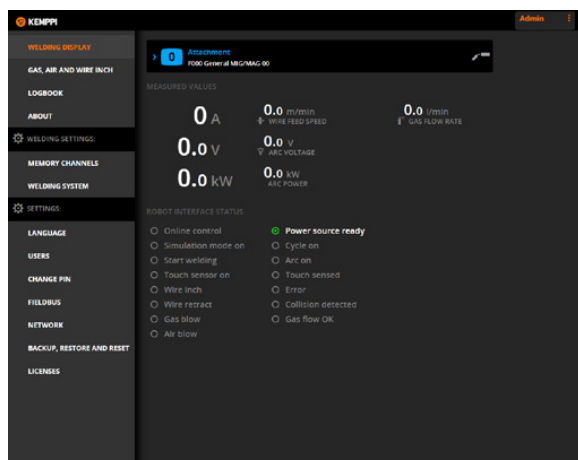 KEMPPI
Admin
WELDING DISPLAY
GAS, AIR AND WIRE INCH
LOGBOOK
ABOUT
WELDING SETTINGS:
MEMORY CHANNELS
WELDING SYSTEM
SETTINGS:
LANGUAGE
USERS
CHANGE PIN
FIELDBUS
NETWORK
BACKUP, RESTORE AND RESET
LICENSES
0
Attachment
F000 General MIG/MAG 00
MEASURED VALUES
0 A
0.0 m/min
WIRE FEED SPEED
0.0 l/min
GAS FLOW RATE
0.0 V
0.0 V
ARC VOLTAGE
0.0 kW
0.0 kW
ARC POWER
ROBOT INTERFACE STATUS
Online control
Power source ready
Simulation mode on
Cycle on
Start welding
Arc on
Touch sensor on
Touch sensed
Wire inch
Error
Wire retract
Collision detected
Gas blow
Gas flow OK
Air blow